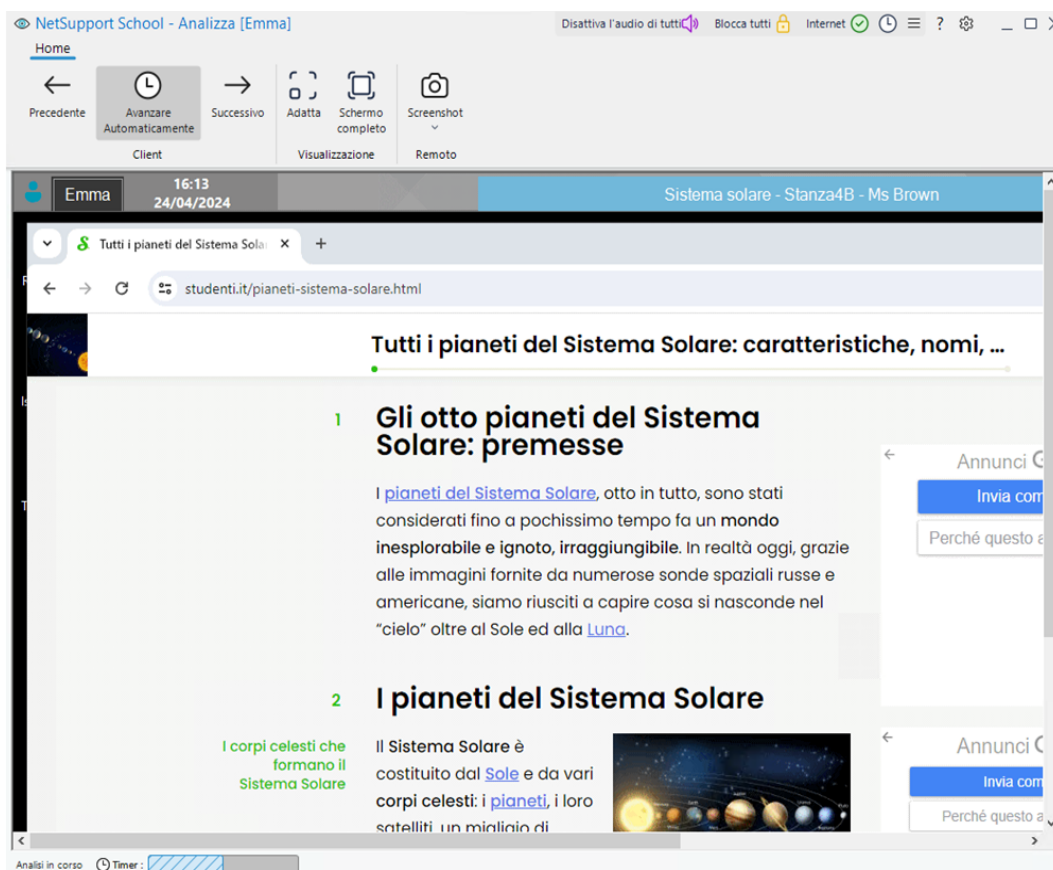 NetSupport School - Analizza [Emma]
Disattiva l'audio di tutti
Blocca tutti
Internet
?
Home
Precedente
Avanzare
Automaticamente
Successivo
Adatta
Schermo
completo
Screenshot
Client
Visualizzazione
Remoto
Emma
16:13
24/04/2024
Sistema solare - Stanza4B - Ms Brown
Tutti i pianeti del Sistema Sola
studenti.it/pianeti-sistema-solare.html
Tutti i pianeti del Sistema Solare: caratteristiche, nomi, ...
1
Gli otto pianeti del Sistema
Solare: premesse
I pianeti del Sistema Solare, otto in tutto, sono stati
considerati fino a pochissimo tempo fa un mondo
inesplorabile e ignoto, irraggiungibile. In realtà oggi, grazie
alle immagini fornite da numerose sonde spaziali russe e
americane, siamo riusciti a capire cosa si nasconde nel
“cielo” oltre al Sole ed alla Luna.
Annunci G
Invia com
Perché questo a
2
I pianeti del Sistema Solare
I corpi celesti che
formano il
Sistema Solare
Il Sistema Solare è
costituito dal Sole e da vari
corpi celesti: i pianeti, i loro
satelliti, un migliaio di
Annunci G
Invia com
Perché questo a
Analisi in corso
Timer :